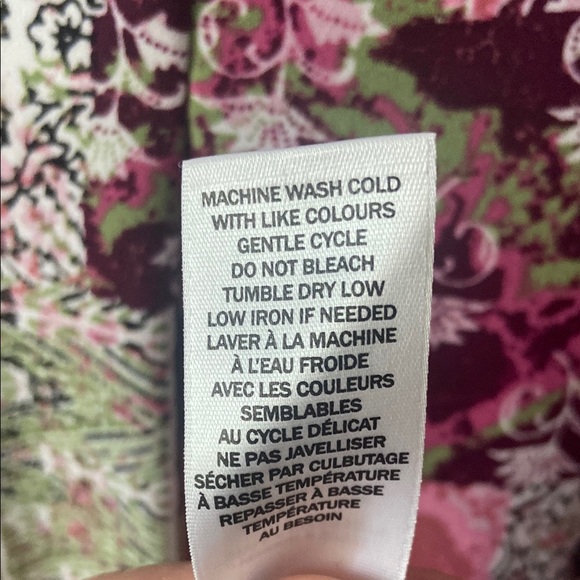 MACHINE WASH COLD
WITH LIKE COLOURS
GENTLE CYCLE
DO NOT BLEACH
TUMBLE DRY LOW
LOW IRON IF NEEDED
LAVER À LA MACHINE
À L'EAU FROIDE
AVEC LES COULEURS
SEMBLABLES
AU CYCLE DÉLICAT
NE PAS JAVELLISER
SÉCHER PAR CULBUTAGE
À BASSE TEMPÉRATURE
REPASSER À BASSE
TEMPÉRATURE
AU BESOIN